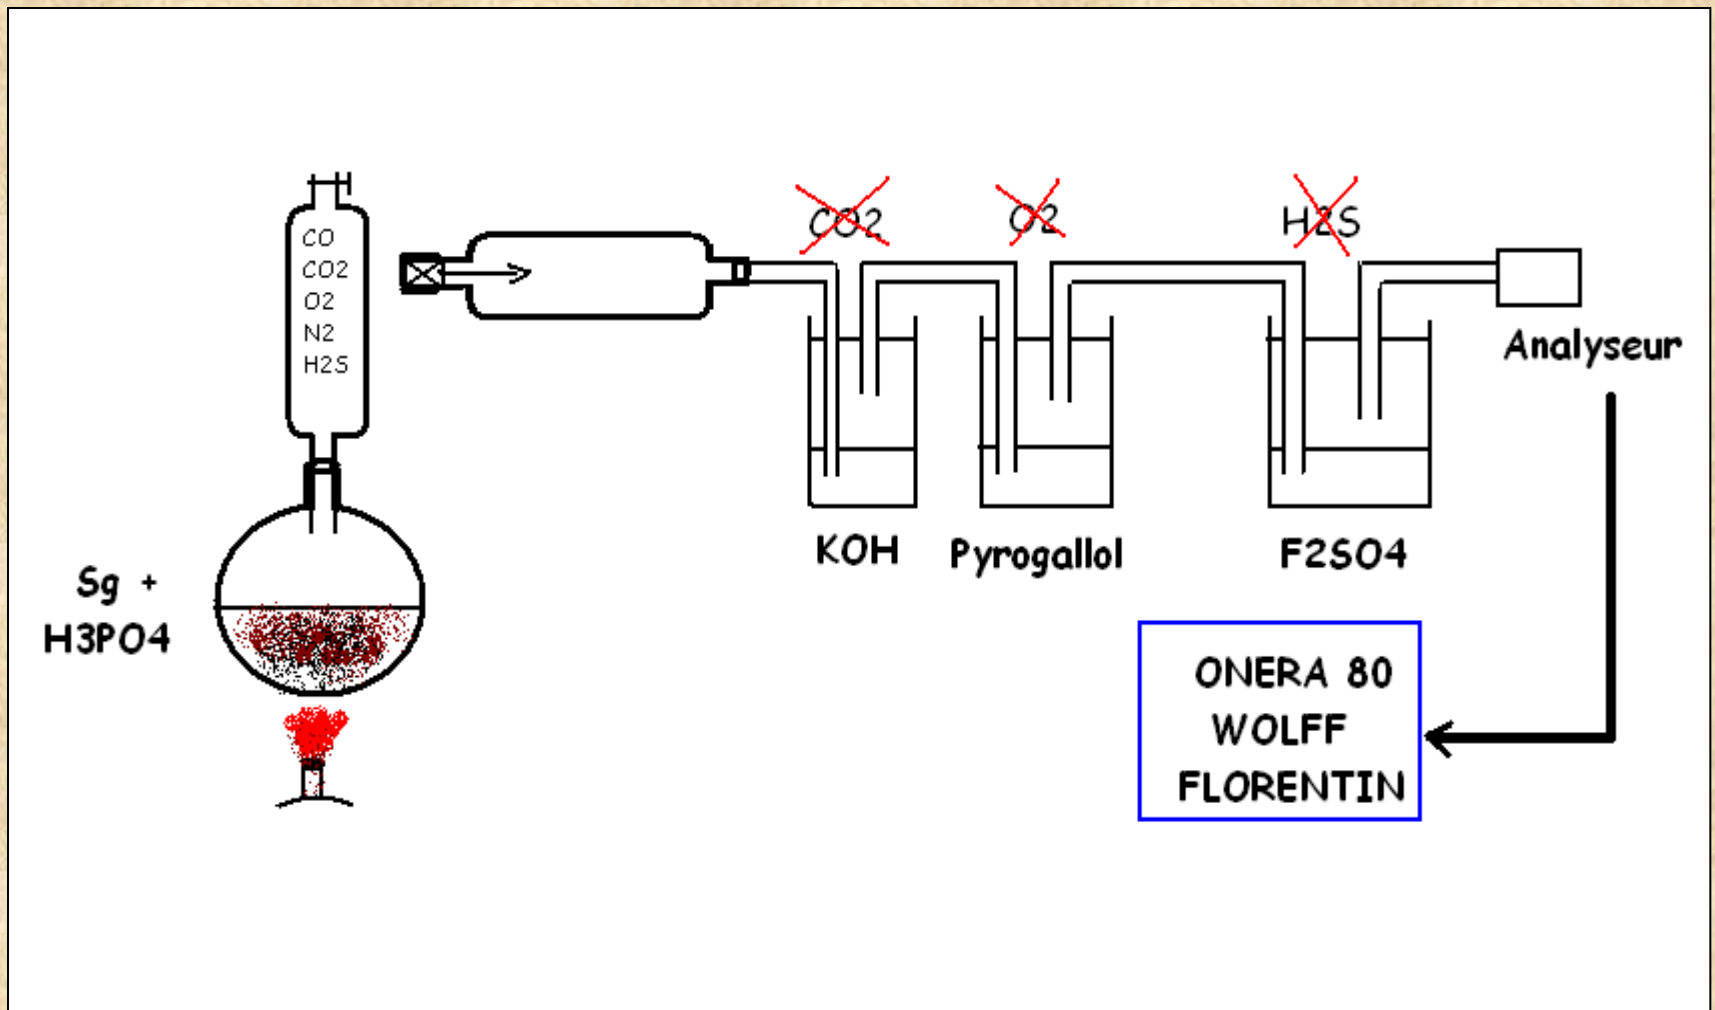 CO
CO2
O2
N2
H2S
CO2
O2
H2S
Analyseur
KOH
Pyrogallol
F2SO4
Sg +
H3PO4
ONERA 80
WOLFF
FLORENTIN